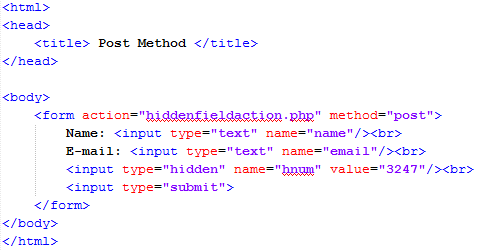 <html>
<head>
<title> Post Method </title>
</head>
<body>
<form action="hiddenfieldaction.php" method="post">
Name: <input type="text" name="name"/><br>
E-mail: <input type="text" name="email"/><br>
<input type="hidden" name="hnum" value="3247"/><br>
<input type="submit">
</form>
</body>
</html>